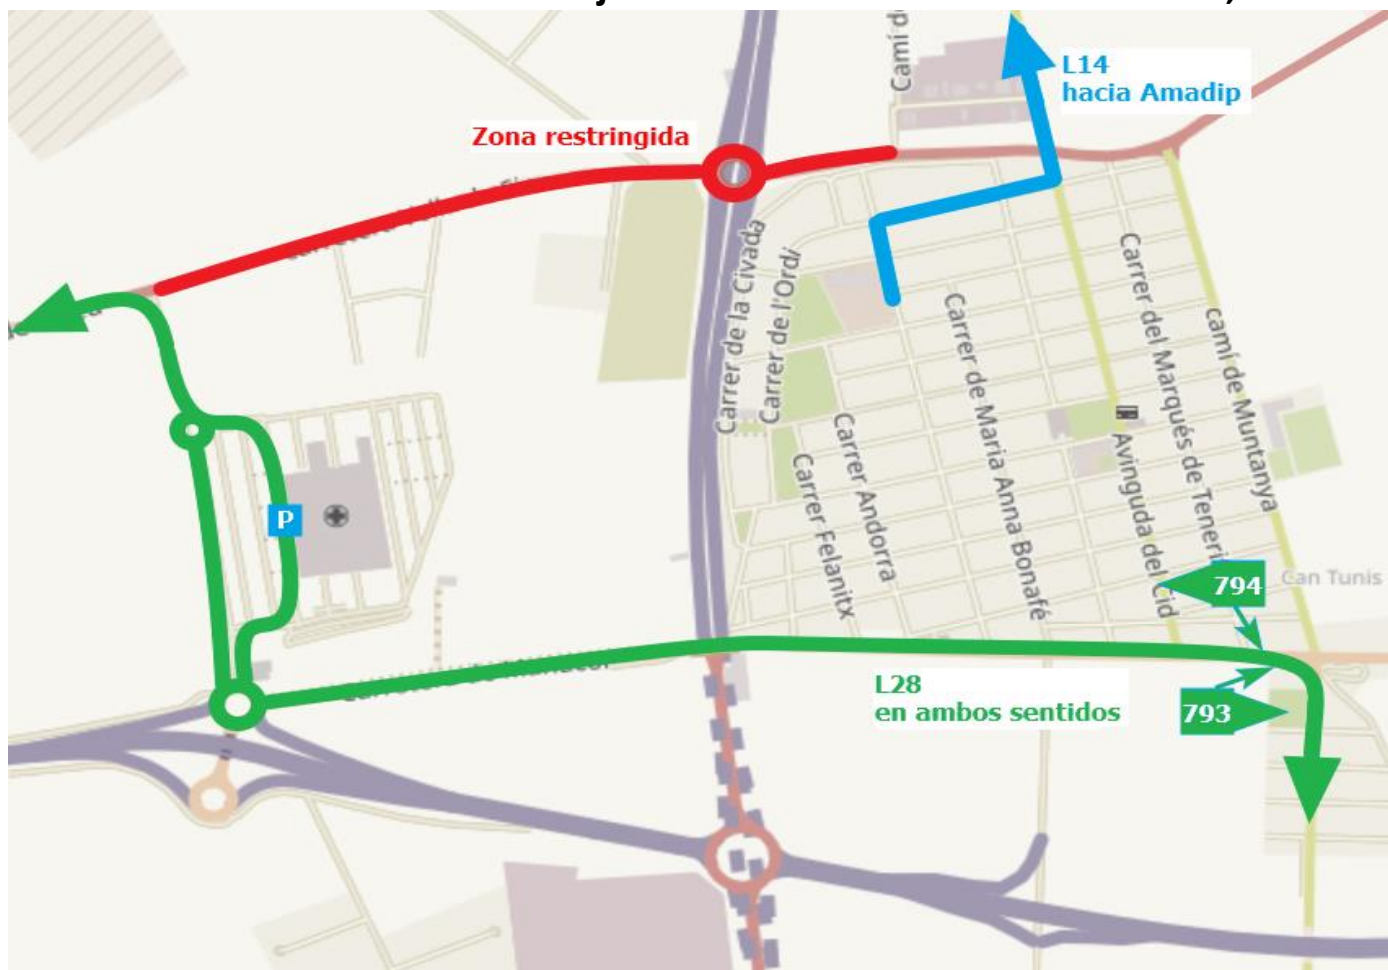 Camí d
L14
hacia Amadip
Zona restringida
Carrer de la Civada
Carrer de l'Ordi
Carrer del Marqués de Teneri
camí de Muntanya
Carrer de Maria Anna Bonafé
Carrer Andorra
Carrer Felanitx
Avinguda del Cid
P
794
Can Tunis
L28
en ambos sentidos
793